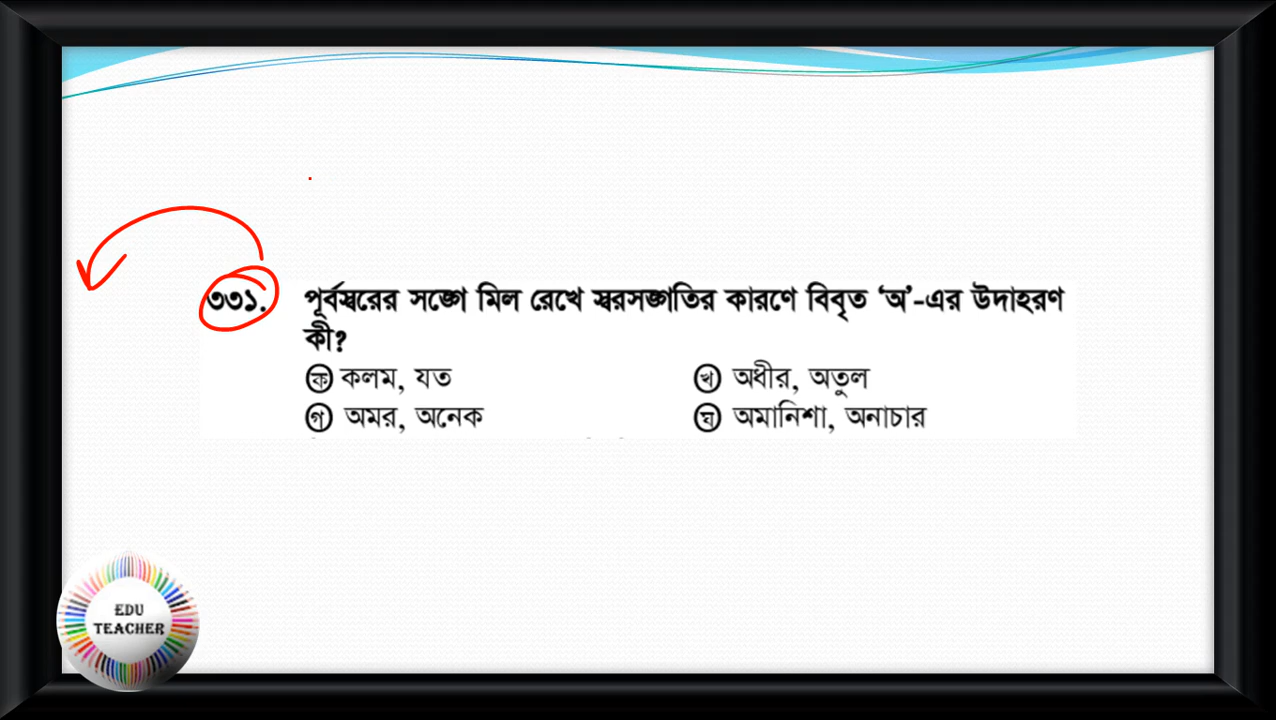 ৩৩১. পূর্বস্বরের সঙ্গে মিল রেখে স্বরসঙ্গতির কারণে বিবৃত ‘অ’-এর উদাহরণ
কী?
ক কলম, যত খ অধীর, অতুল
গ অমর, অনেক ঘ অমানিশা, অনাচার
EDU
TEACHER